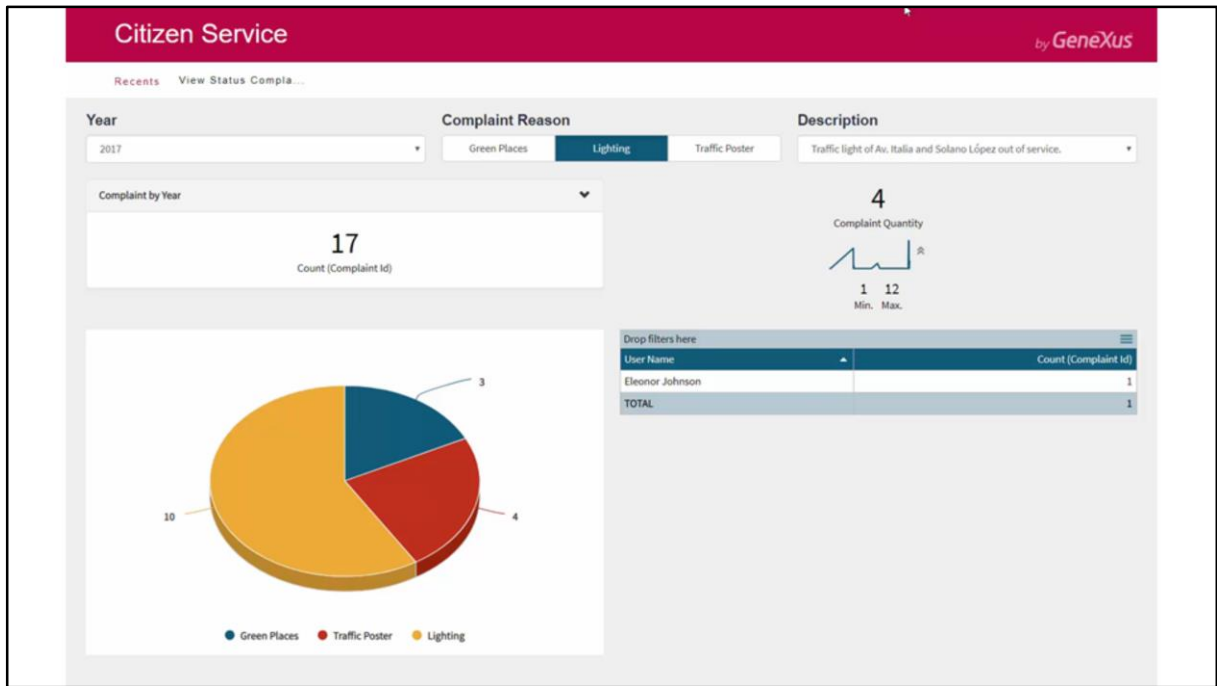 Citizen Service
by GeneXus
Recents View Status Compla...
Year
2017
Complaint Reason
Green Places Lighting Traffic Poster
Description
Traffic light of Av. Italia and Solano López out of service.
Complaint by Year
17
Count (Complaint Id)
4
Complaint Quantity
1 12
Min. Max.
3
4
10
Green Places Traffic Poster Lighting
Drop filters here
User Name Count (Complaint Id)
Eleonor Johnson 1
TOTAL 1